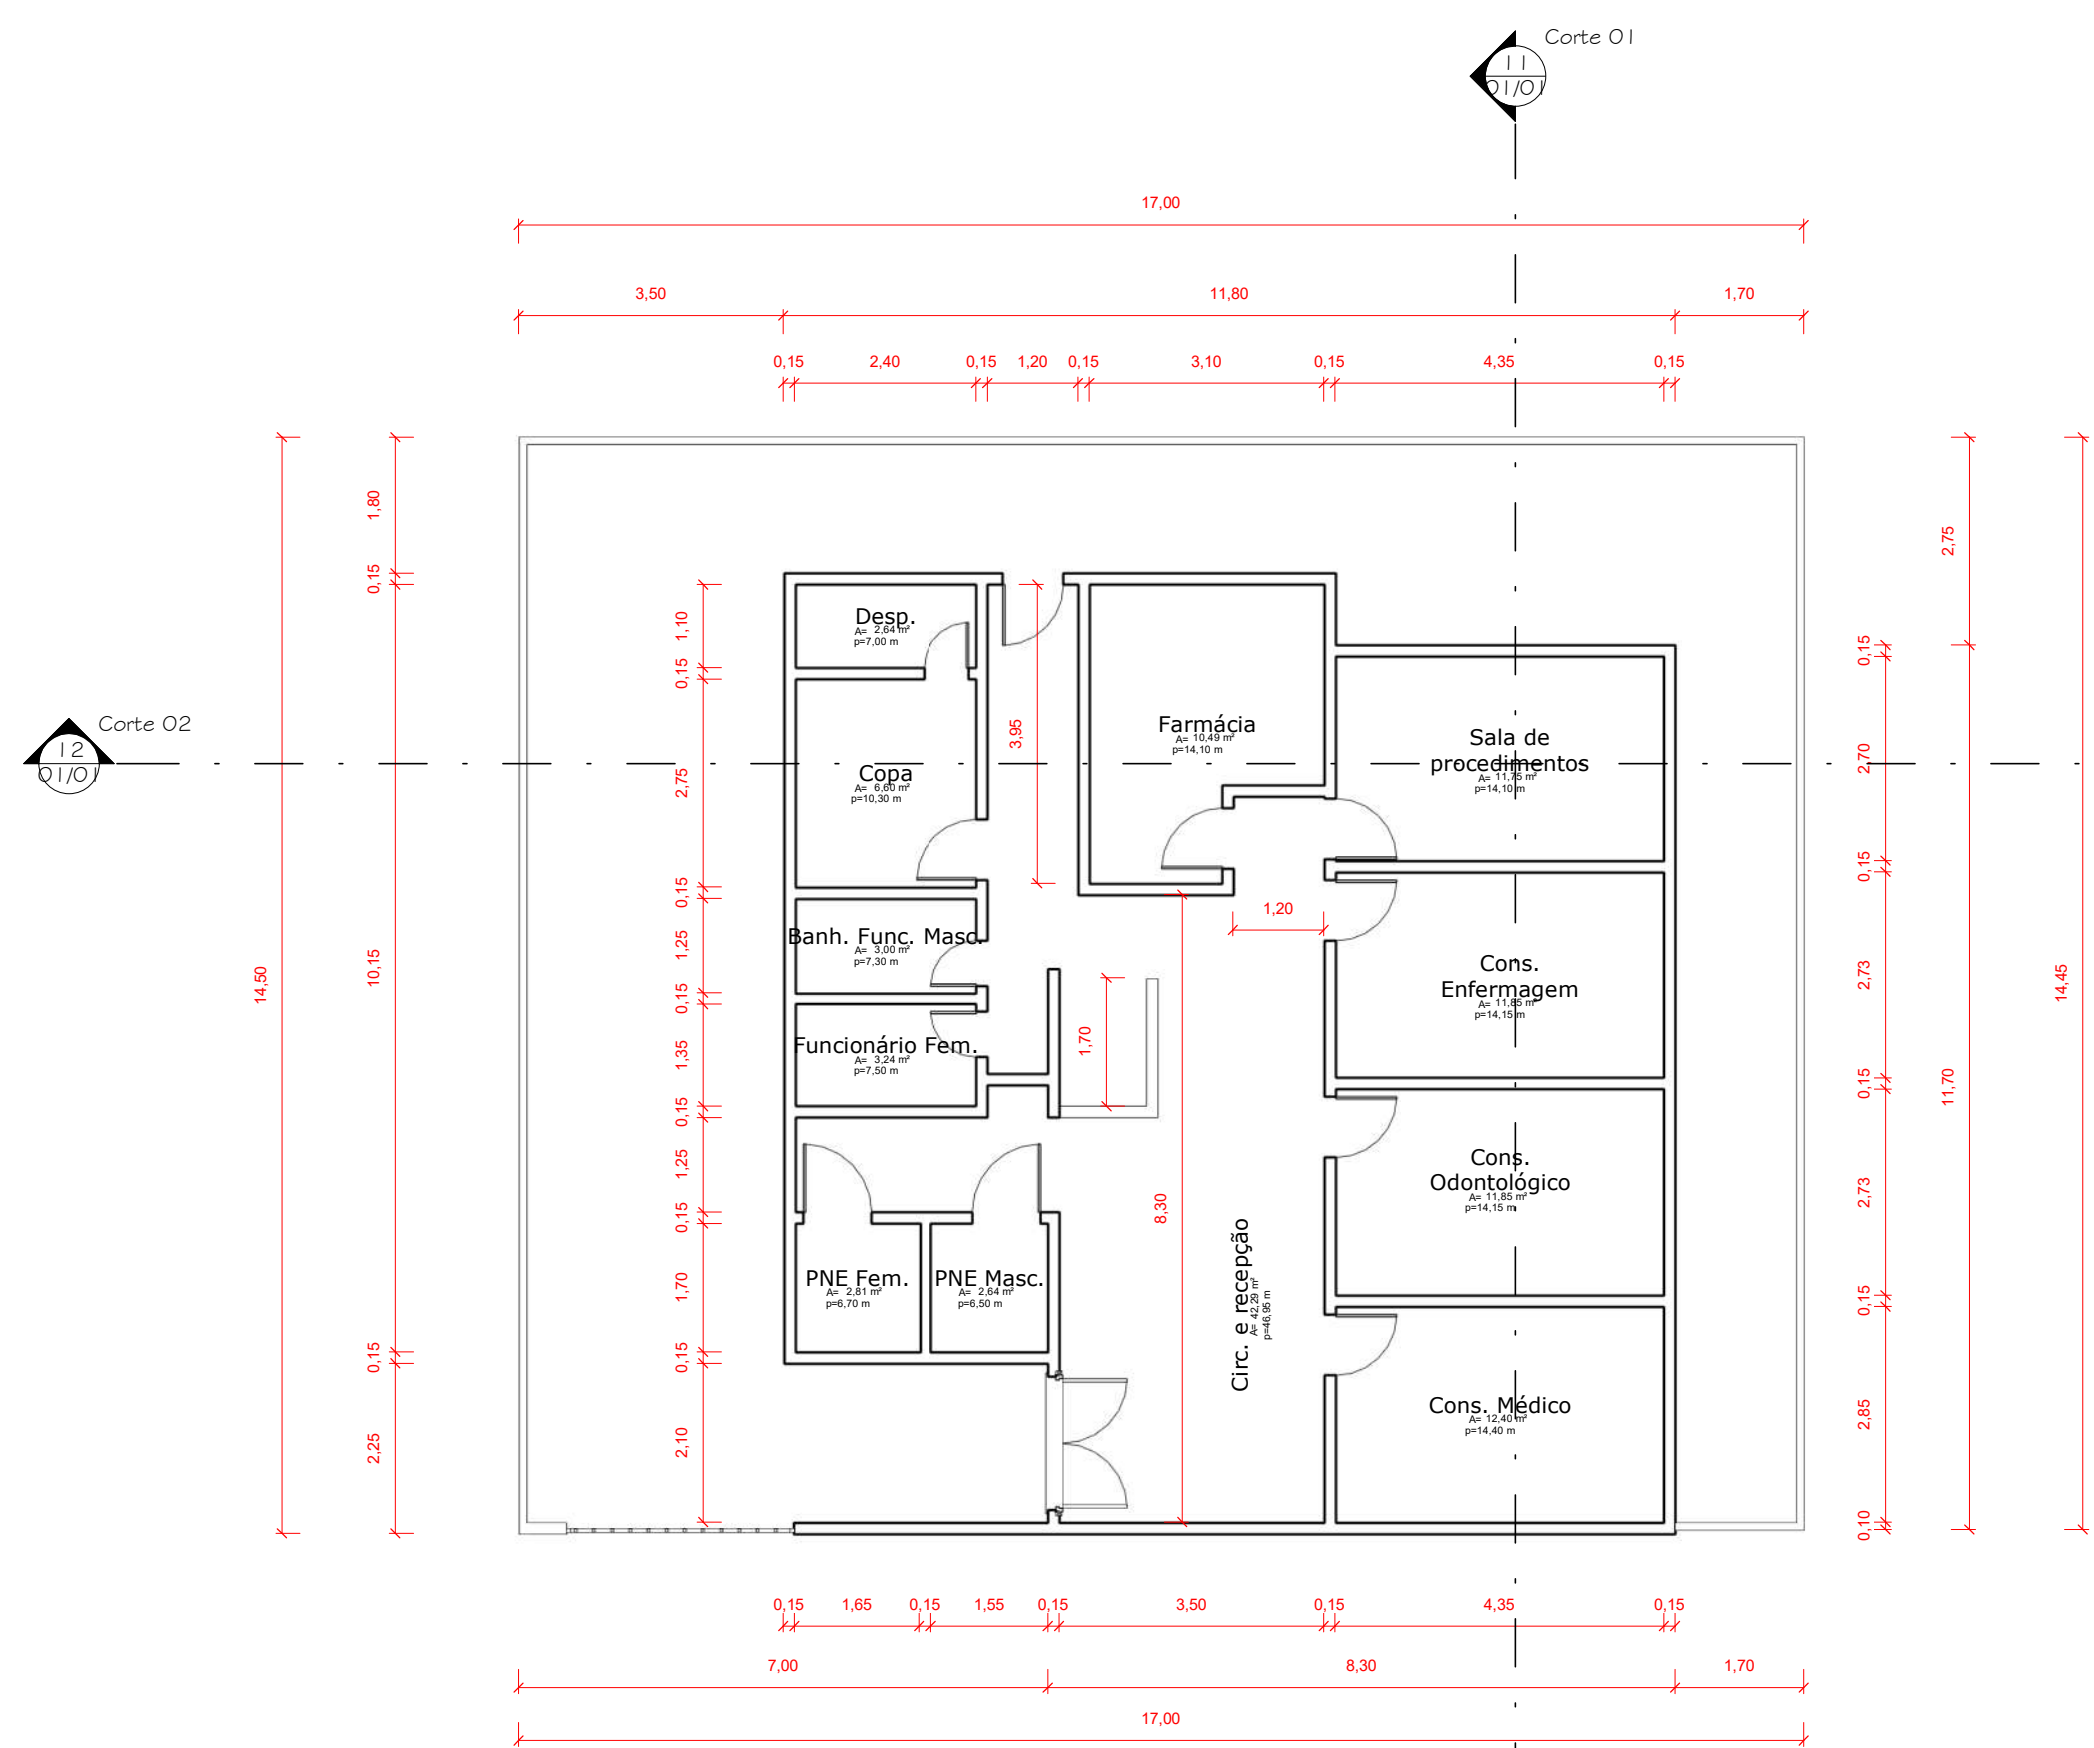 Corte 01
11
01/01
17,00
3,50
11,80
1,70
0,15
2,40
0,15
1,20
0,15
3,10
0,15
4,35
0,15
14,50
1,80
0,15
10,15
0,15
2,25
1,10
0,15
2,75
0,15
1,25
0,15
1,35
0,15
1,25
0,15
1,70
0,15
2,10
Corte 02
12
01/01
Desp.
A= 2,64 m²
p=7,00 m
Copa
A= 6,60 m²
p=10,30 m
Banh. Func. Masc.
A= 3,00 m²
p=7,30 m
Funcionário Fem.
A= 3,24 m²
p=7,50 m
PNE Fem.
A= 2,81 m²
p=6,70 m
PNE Masc.
A= 2,64 m²
p=6,50 m
3,95
Farmácia
A= 10,49 m²
p=14,10 m
1,20
1,70
8,30
Circ. e recepção
A= 42,29 m²
p=46,95 m
Sala de
procedimentos
A= 11,75 m²
p=14,10 m
Cons.
Enfermagem
A= 11,85 m²
p=14,15 m
Cons.
Odontológico
A= 11,85 m²
p=14,15 m
Cons. Médico
A= 12,40 m²
p=14,40 m
0,15
2,70
0,15
2,73
0,15
2,73
0,15
2,85
0,10
2,75
11,70
14,45
0,15
1,65
0,15
1,55
0,15
3,50
0,15
4,35
0,15
7,00
8,30
1,70
17,00